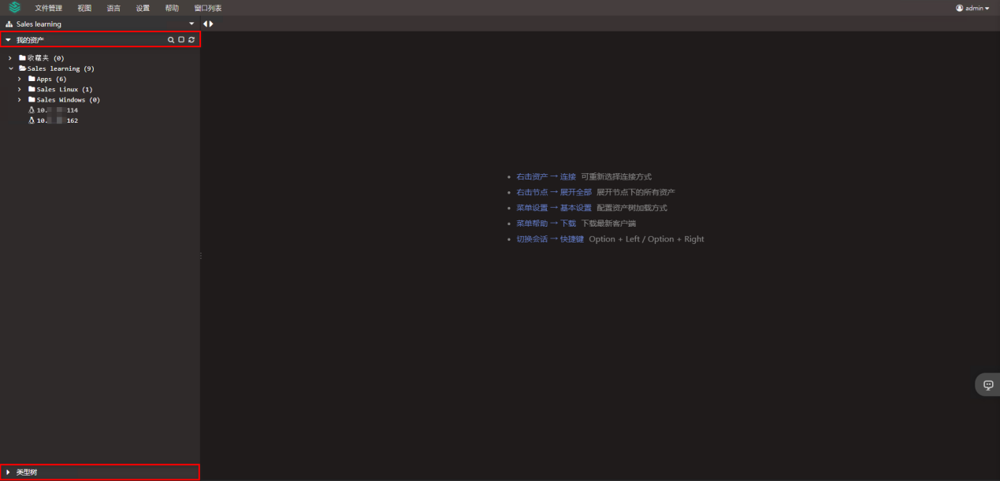 文件管理 视图 语言 设置 帮助 窗口列表 admin
Sales learning
我的资产
收藏夹 (0)
Sales learning (9)
Apps (6)
Sales Linux (1)
Sales Windows (0)
10. 114
10. 162
• 右击资产 → 连接 可重新选择连接方式
• 右击节点 → 展开全部 展开节点下的所有资产
• 菜单设置 → 基本设置 配置资产树加载方式
• 菜单帮助 → 下载 下载最新客户端
• 切换会话 → 快捷键 Option + Left / Option + Right
类型树